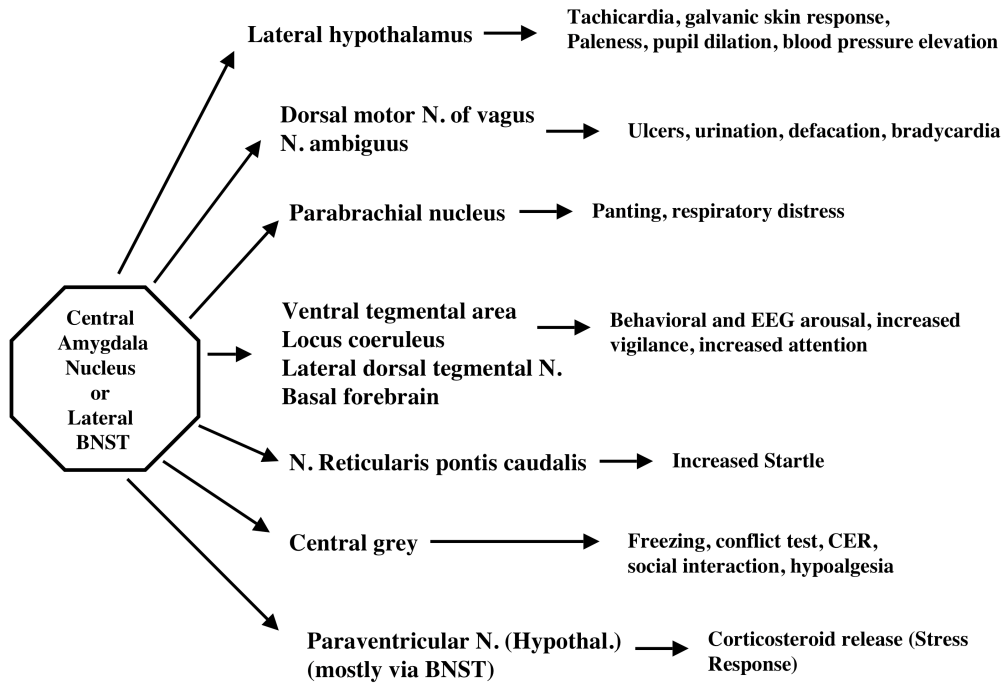 Lateral hypothalamus
Tachicardia, galvanic skin response,
Paleness, pupil dilation, blood pressure elevation
Dorsal motor N. of vagus
N. ambiguus
Ulcers, urination, defacation, bradycardia
Parabrachial nucleus
Panting, respiratory distress
Central
Amygdala
Nucleus
or
Lateral
BNST
Ventral tegmental area
Locus coeruleus
Lateral dorsal tegmental N.
Basal forebrain
Behavioral and EEG arousal, increased
vigilance, increased attention
N. Reticularis pontis caudalis
Increased Startle
Central grey
Freezing, conflict test, CER,
social interaction, hypoalgesia
Paraventricular N. (Hypothal.)
(mostly via BNST)
Corticosteroid release (Stress
Response)